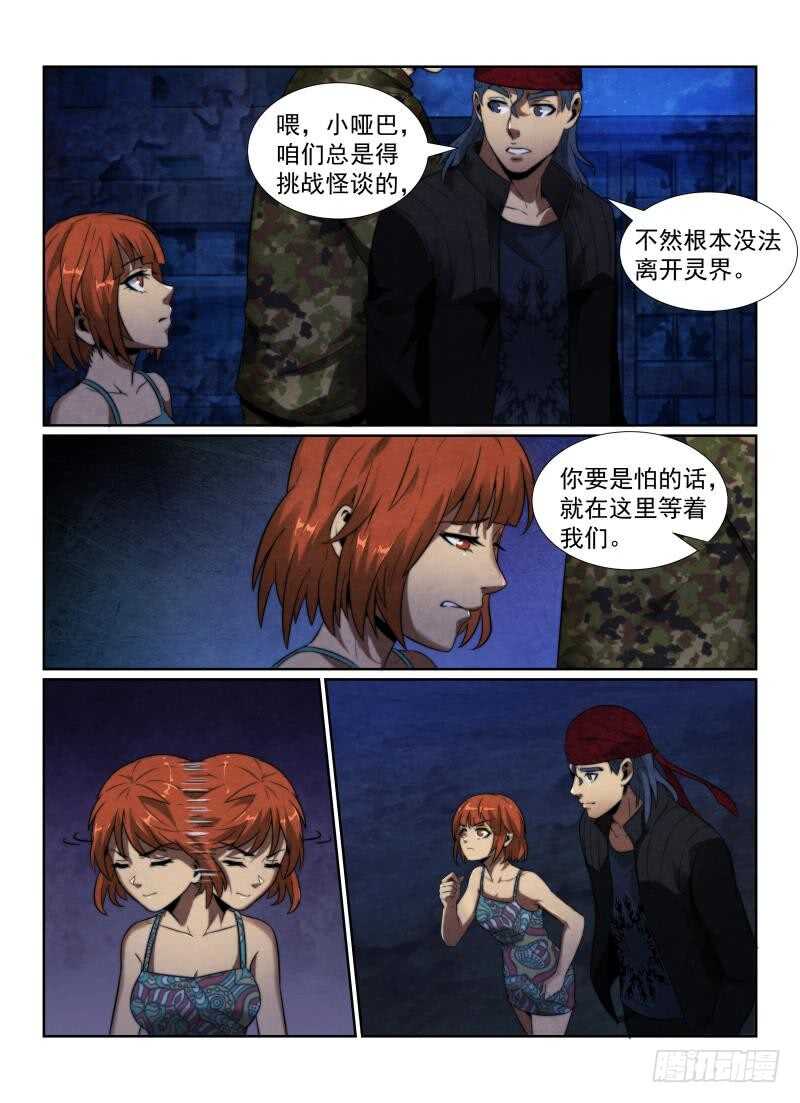 喂，小哑巴，
咱们总是得
挑战怪谈的，
不然根本没法
离开灵界。
你要是怕的话，
就在这里等着
我们。
腾讯动漫